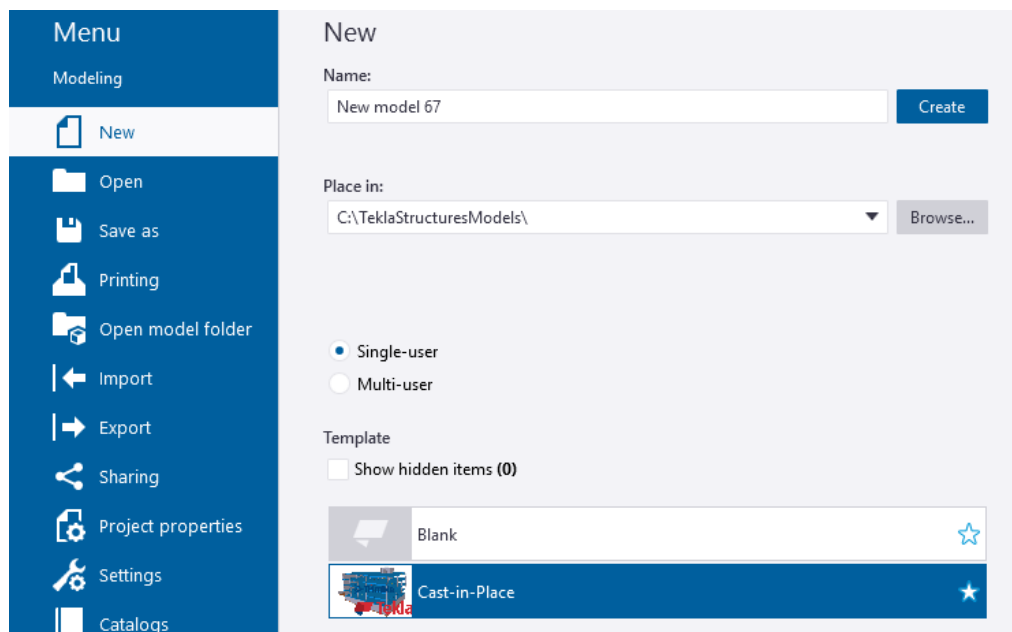 Menu
Modeling
New
Open
Save as
Printing
Open model folder
Import
Export
Sharing
Project properties
Settings
Catalogs
New
Name:
New model 67
Create
Place in:
C:\TeklaStructuresModels\
Browse...
Single-user
Multi-user
Template
Show hidden items (0)
Blank
Tekla
Cast-in-Place